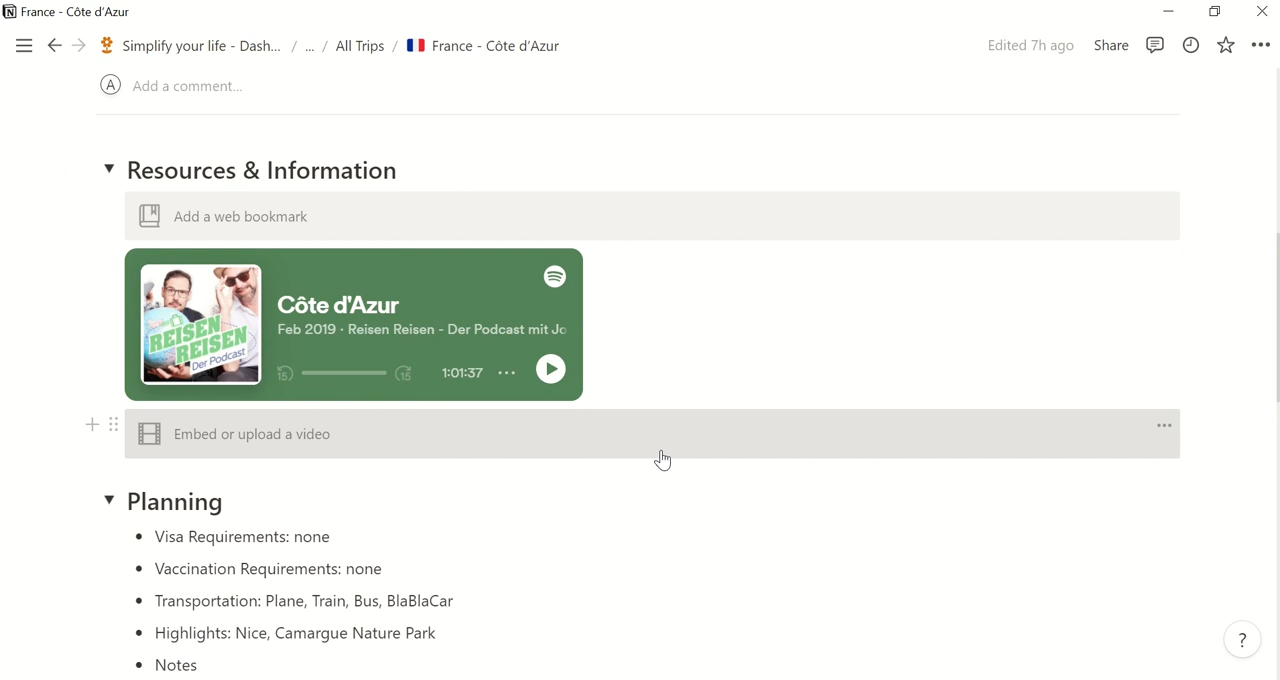 France - Côte d'Azur
Simplify your life - Dash... / ... / All Trips / France - Côte d'Azur
Edited 7h ago Share
A Add a comment...
Resources & Information
Add a web bookmark
REISEN
REISEN
Der Podcast
Côte d'Azur
Feb 2019 · Reisen Reisen - Der Podcast mit Jo
15 15 1:01:37 ...
Embed or upload a video
Planning
• Visa Requirements: none
• Vaccination Requirements: none
• Transportation: Plane, Train, Bus, BlaBlaCar
• Highlights: Nice, Camargue Nature Park
• Notes
?